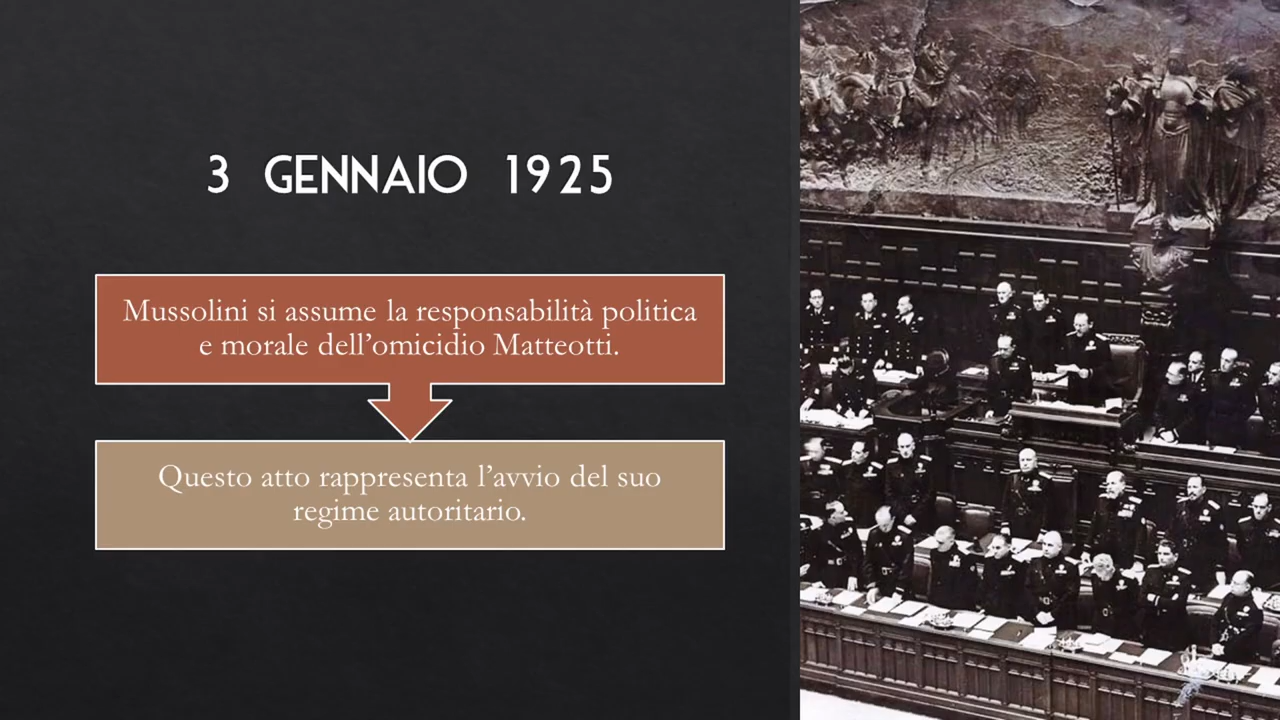 3 GENNAIO 1925
Mussolini si assume la responsabilità politica
e morale dell’omicidio Matteotti.
Questo atto rappresenta l’avvio del suo
regime autoritario.